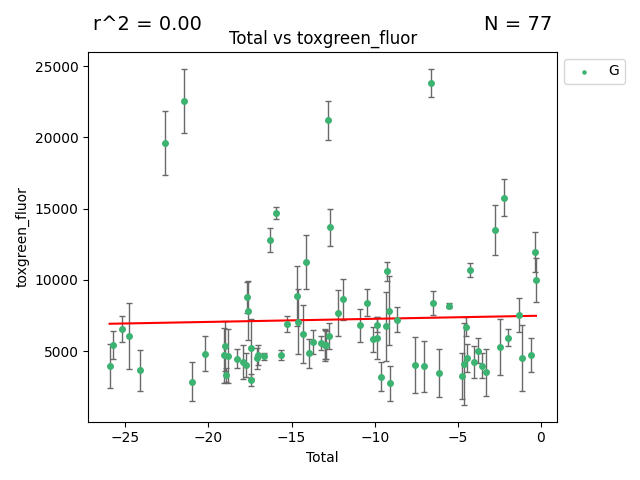 r^2 = 0.00
N = 77
Total vs toxgreen_fluor
G
25000
20000
15000
10000
5000
toxgreen_fluor
−25
−20
−15
−10
−5
0
Total